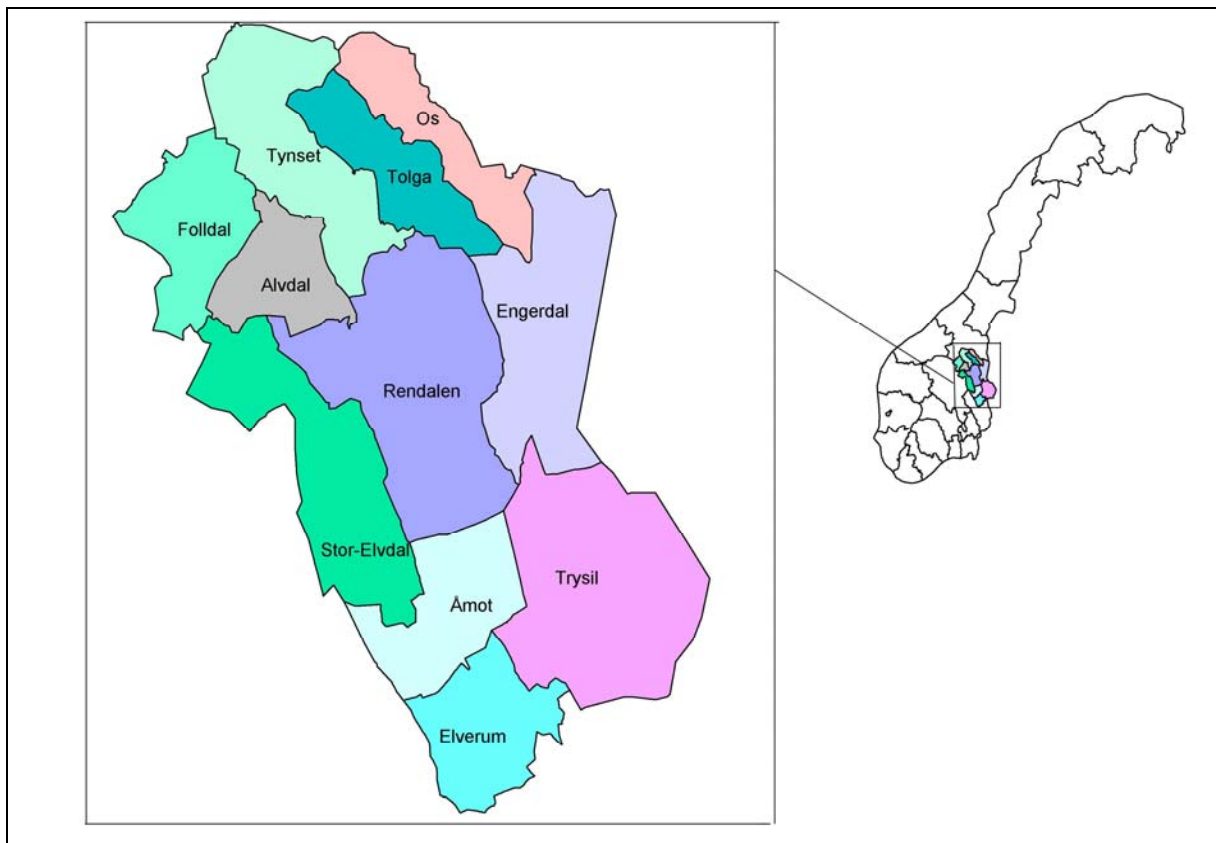 Os
Tynset
Tolga
Folldal
Alvdal
Engerdal
Rendalen
Stor-Elvdal
Trysil
Åmot
Elverum